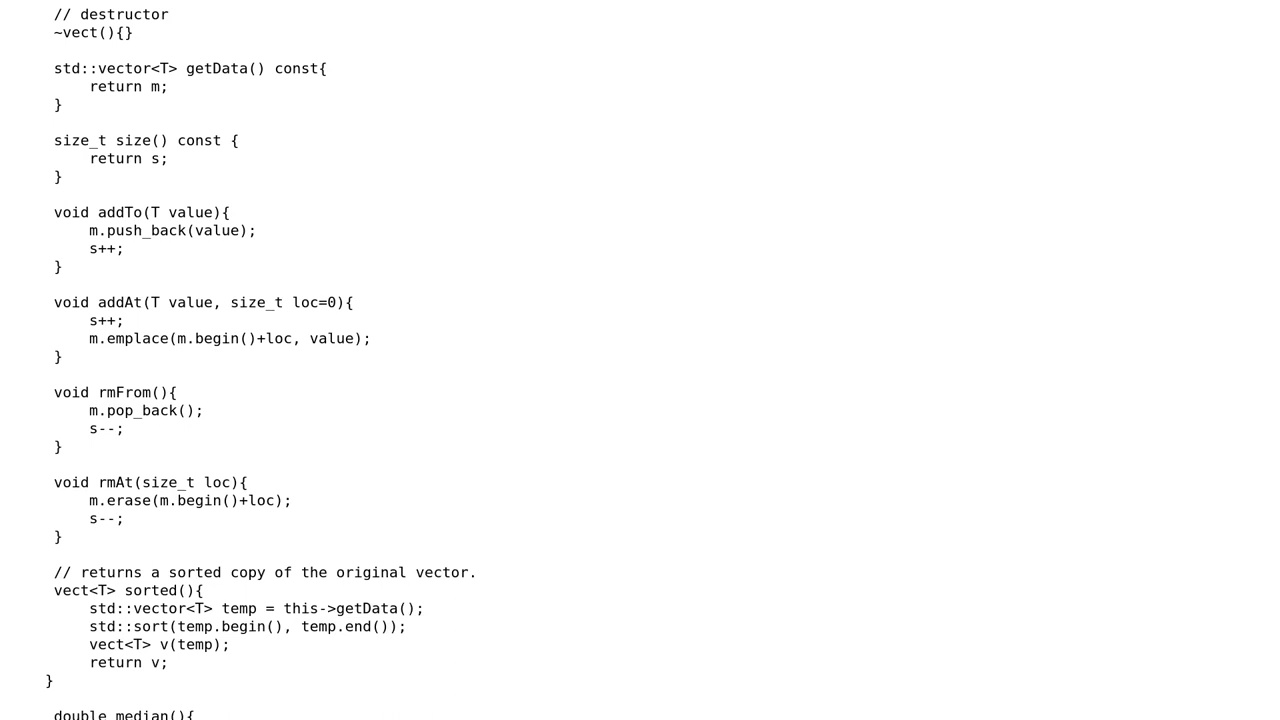 // destructor
~vect(){}

std::vector<T> getData() const{
    return m;
}

size_t size() const {
    return s;
}

void addTo(T value){
    m.push_back(value);
    s++;
}

void addAt(T value, size_t loc=0){
    s++;
    m.emplace(m.begin()+loc, value);
}

void rmFrom(){
    m.pop_back();
    s--;
}

void rmAt(size_t loc){
    m.erase(m.begin()+loc);
    s--;
}

// returns a sorted copy of the original vector.
vect<T> sorted(){
    std::vector<T> temp = this->getData();
    std::sort(temp.begin(), temp.end());
    vect<T> v(temp);
    return v;
}

double median(){